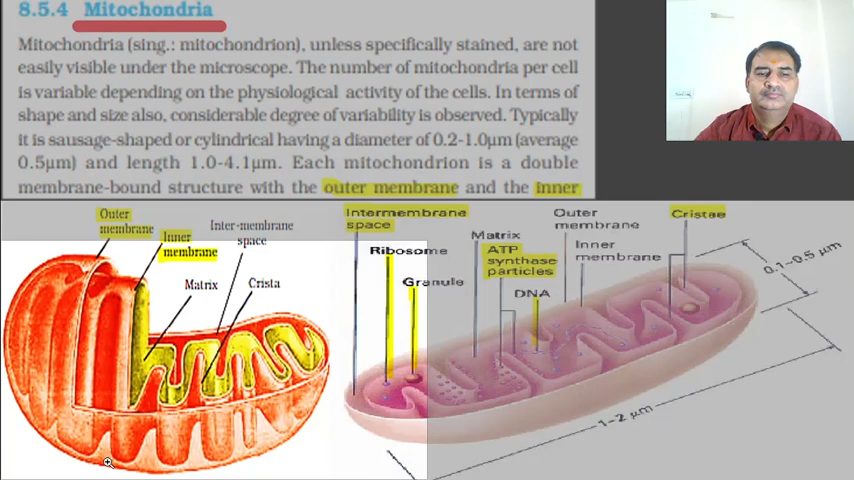 8.5.4 Mitochondria
Mitochondria (sing.: mitochondrion), unless specifically stained, are not
easily visible under the microscope. The number of mitochondria per cell
is variable depending on the physiological activity of the cells. In terms of
shape and size also, considerable degree of variability is observed. Typically
it is sausage-shaped or cylindrical having a diameter of 0.2-1.0μm (average
0.5μm) and length 1.0-4.1μm. Each mitochondrion is a double
membrane-bound structure with the outer membrane and the inner
Outer
membrane
Inner
membrane
Inter-membrane
space
Matrix
Crista
Intermembrane
space
Ribosome
Granule
Matrix
ATP
synthase
particles
DNA
Outer
membrane
Inner
membrane
Cristae
0.1–0.5 μm
1–2 μm